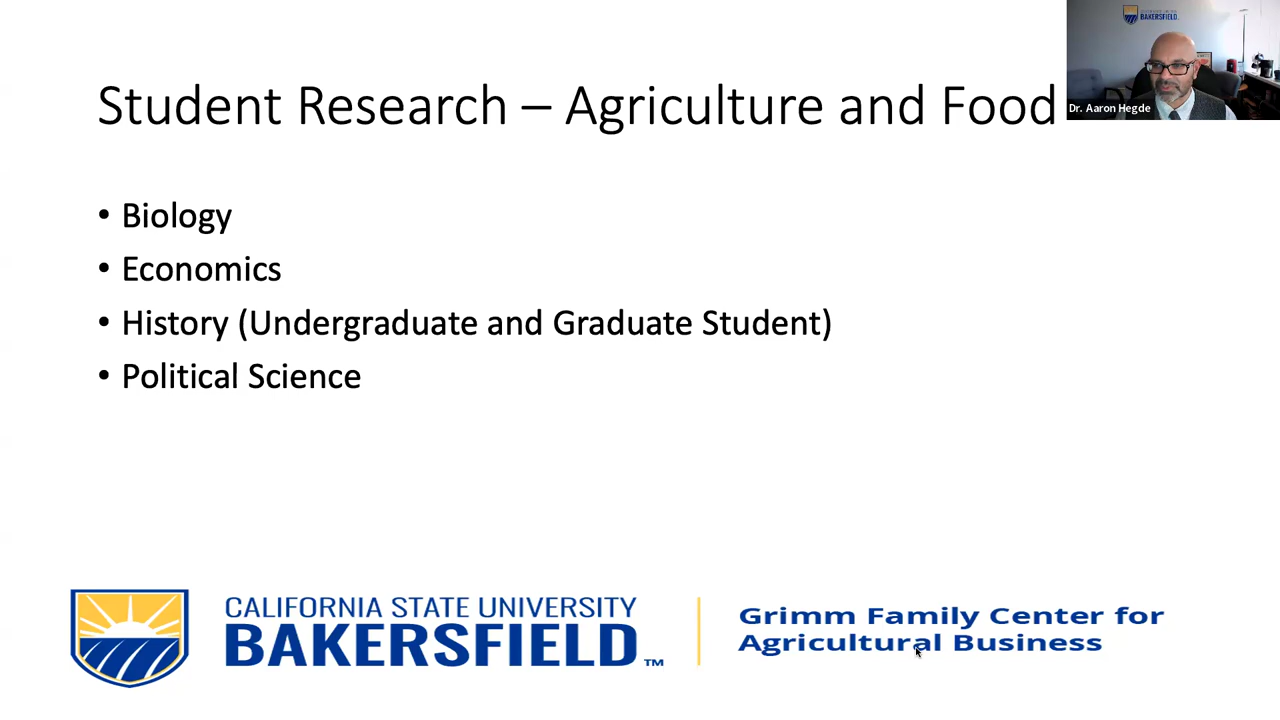 BAKERSFIELD
Dr. Aaron Hegde
Student Research – Agriculture and Food
• Biology
• Economics
• History (Undergraduate and Graduate Student)
• Political Science
CALIFORNIA STATE UNIVERSITY
BAKERSFIELD™
Grimm Family Center for
Agricultural Business